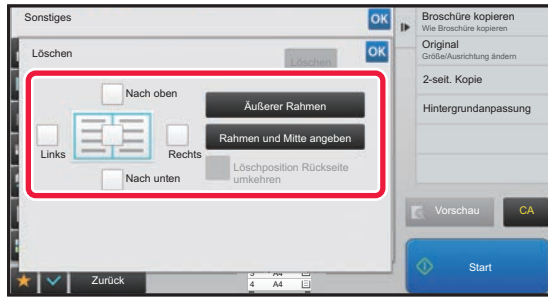 Sonstiges
OK
Löschen
Löschen
OK
Nach oben
Links
Rechts
Nach unten
Äußerer Rahmen
Rahmen und Mitte angeben
Löschposition Rückseite
umkehren
Zurück
3 A4
4 A4
Broschüre kopieren
Wie Broschüre kopieren
Original
Größe/Ausrichtung ändern
2-seit. Kopie
Hintergrundanpassung
Vorschau
CA
Start